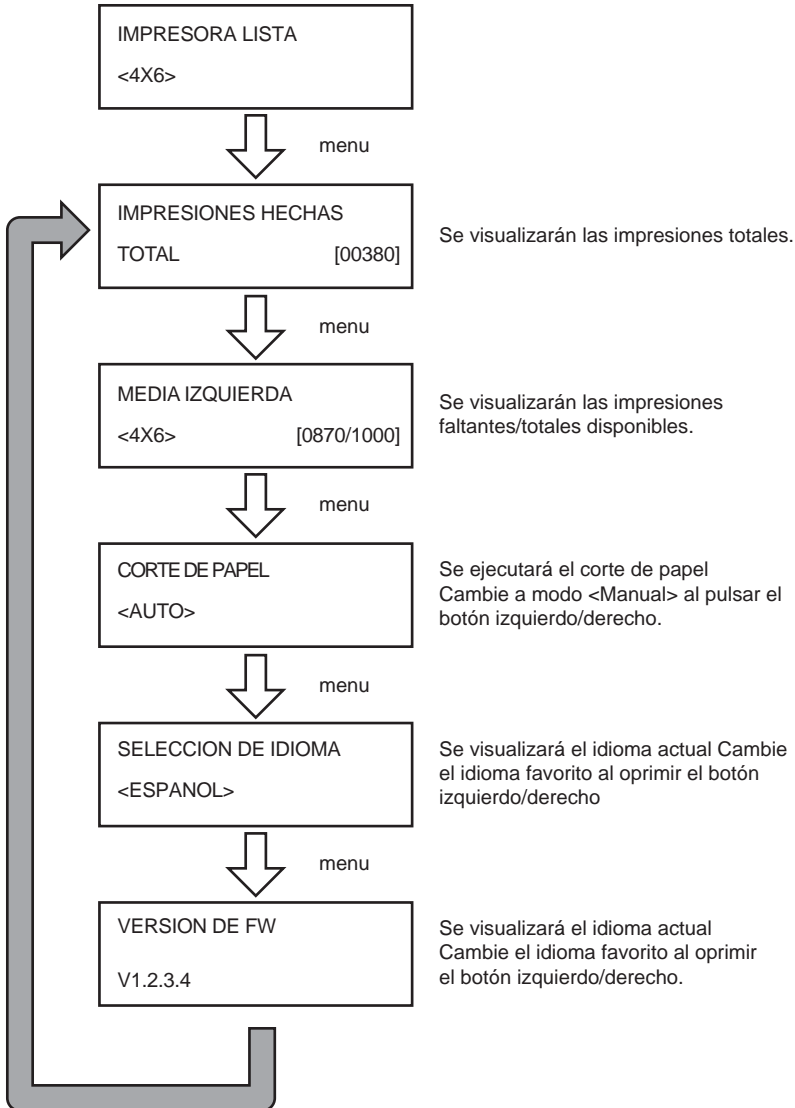 IMPRESORA LISTA
<4X6>
menu
IMPRESIONES HECHAS
TOTAL [00380]
Se visualizarán las impresiones totales.
menu
MEDIA IZQUIERDA
<4X6> [0870/1000]
Se visualizarán las impresiones
faltantes/totales disponibles.
menu
CORTE DE PAPEL
<AUTO>
Se ejecutará el corte de papel
Cambie a modo <Manual> al pulsar el
botón izquierdo/derecho.
menu
SELECCION DE IDIOMA
<ESPANOL>
Se visualizará el idioma actual Cambie
el idioma favorito al oprimir el botón
izquierdo/derecho
menu
VERSION DE FW
V1.2.3.4
Se visualizará el idioma actual
Cambie el idioma favorito al oprimir
el botón izquierdo/derecho.